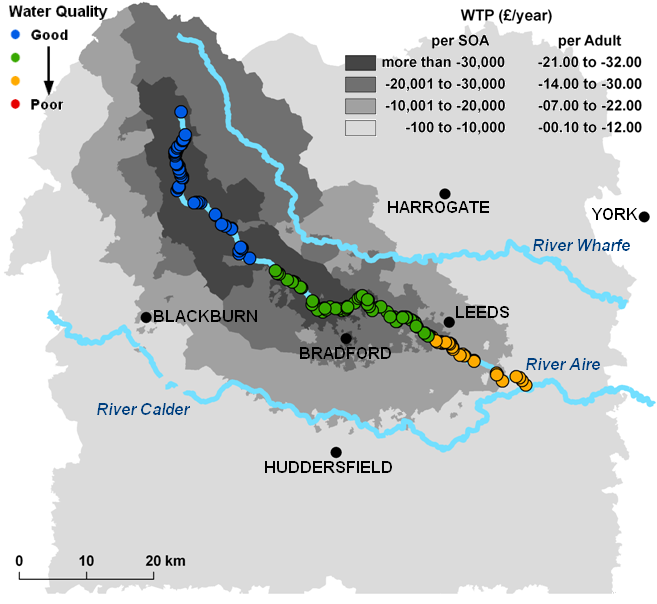 Water Quality
Good
Poor
WTP (£/year)
per SOA per Adult
more than -30,000 -21.00 to -32.00
-20,001 to -30,000 -14.00 to -30.00
-10,001 to -20,000 -07.00 to -22.00
-100 to -10,000 -00.10 to -12.00
HARROGATE
YORK
River Wharfe
BLACKBURN
LEEDS
BRADFORD
River Aire
River Calder
HUDDERSFIELD
0 10 20 km